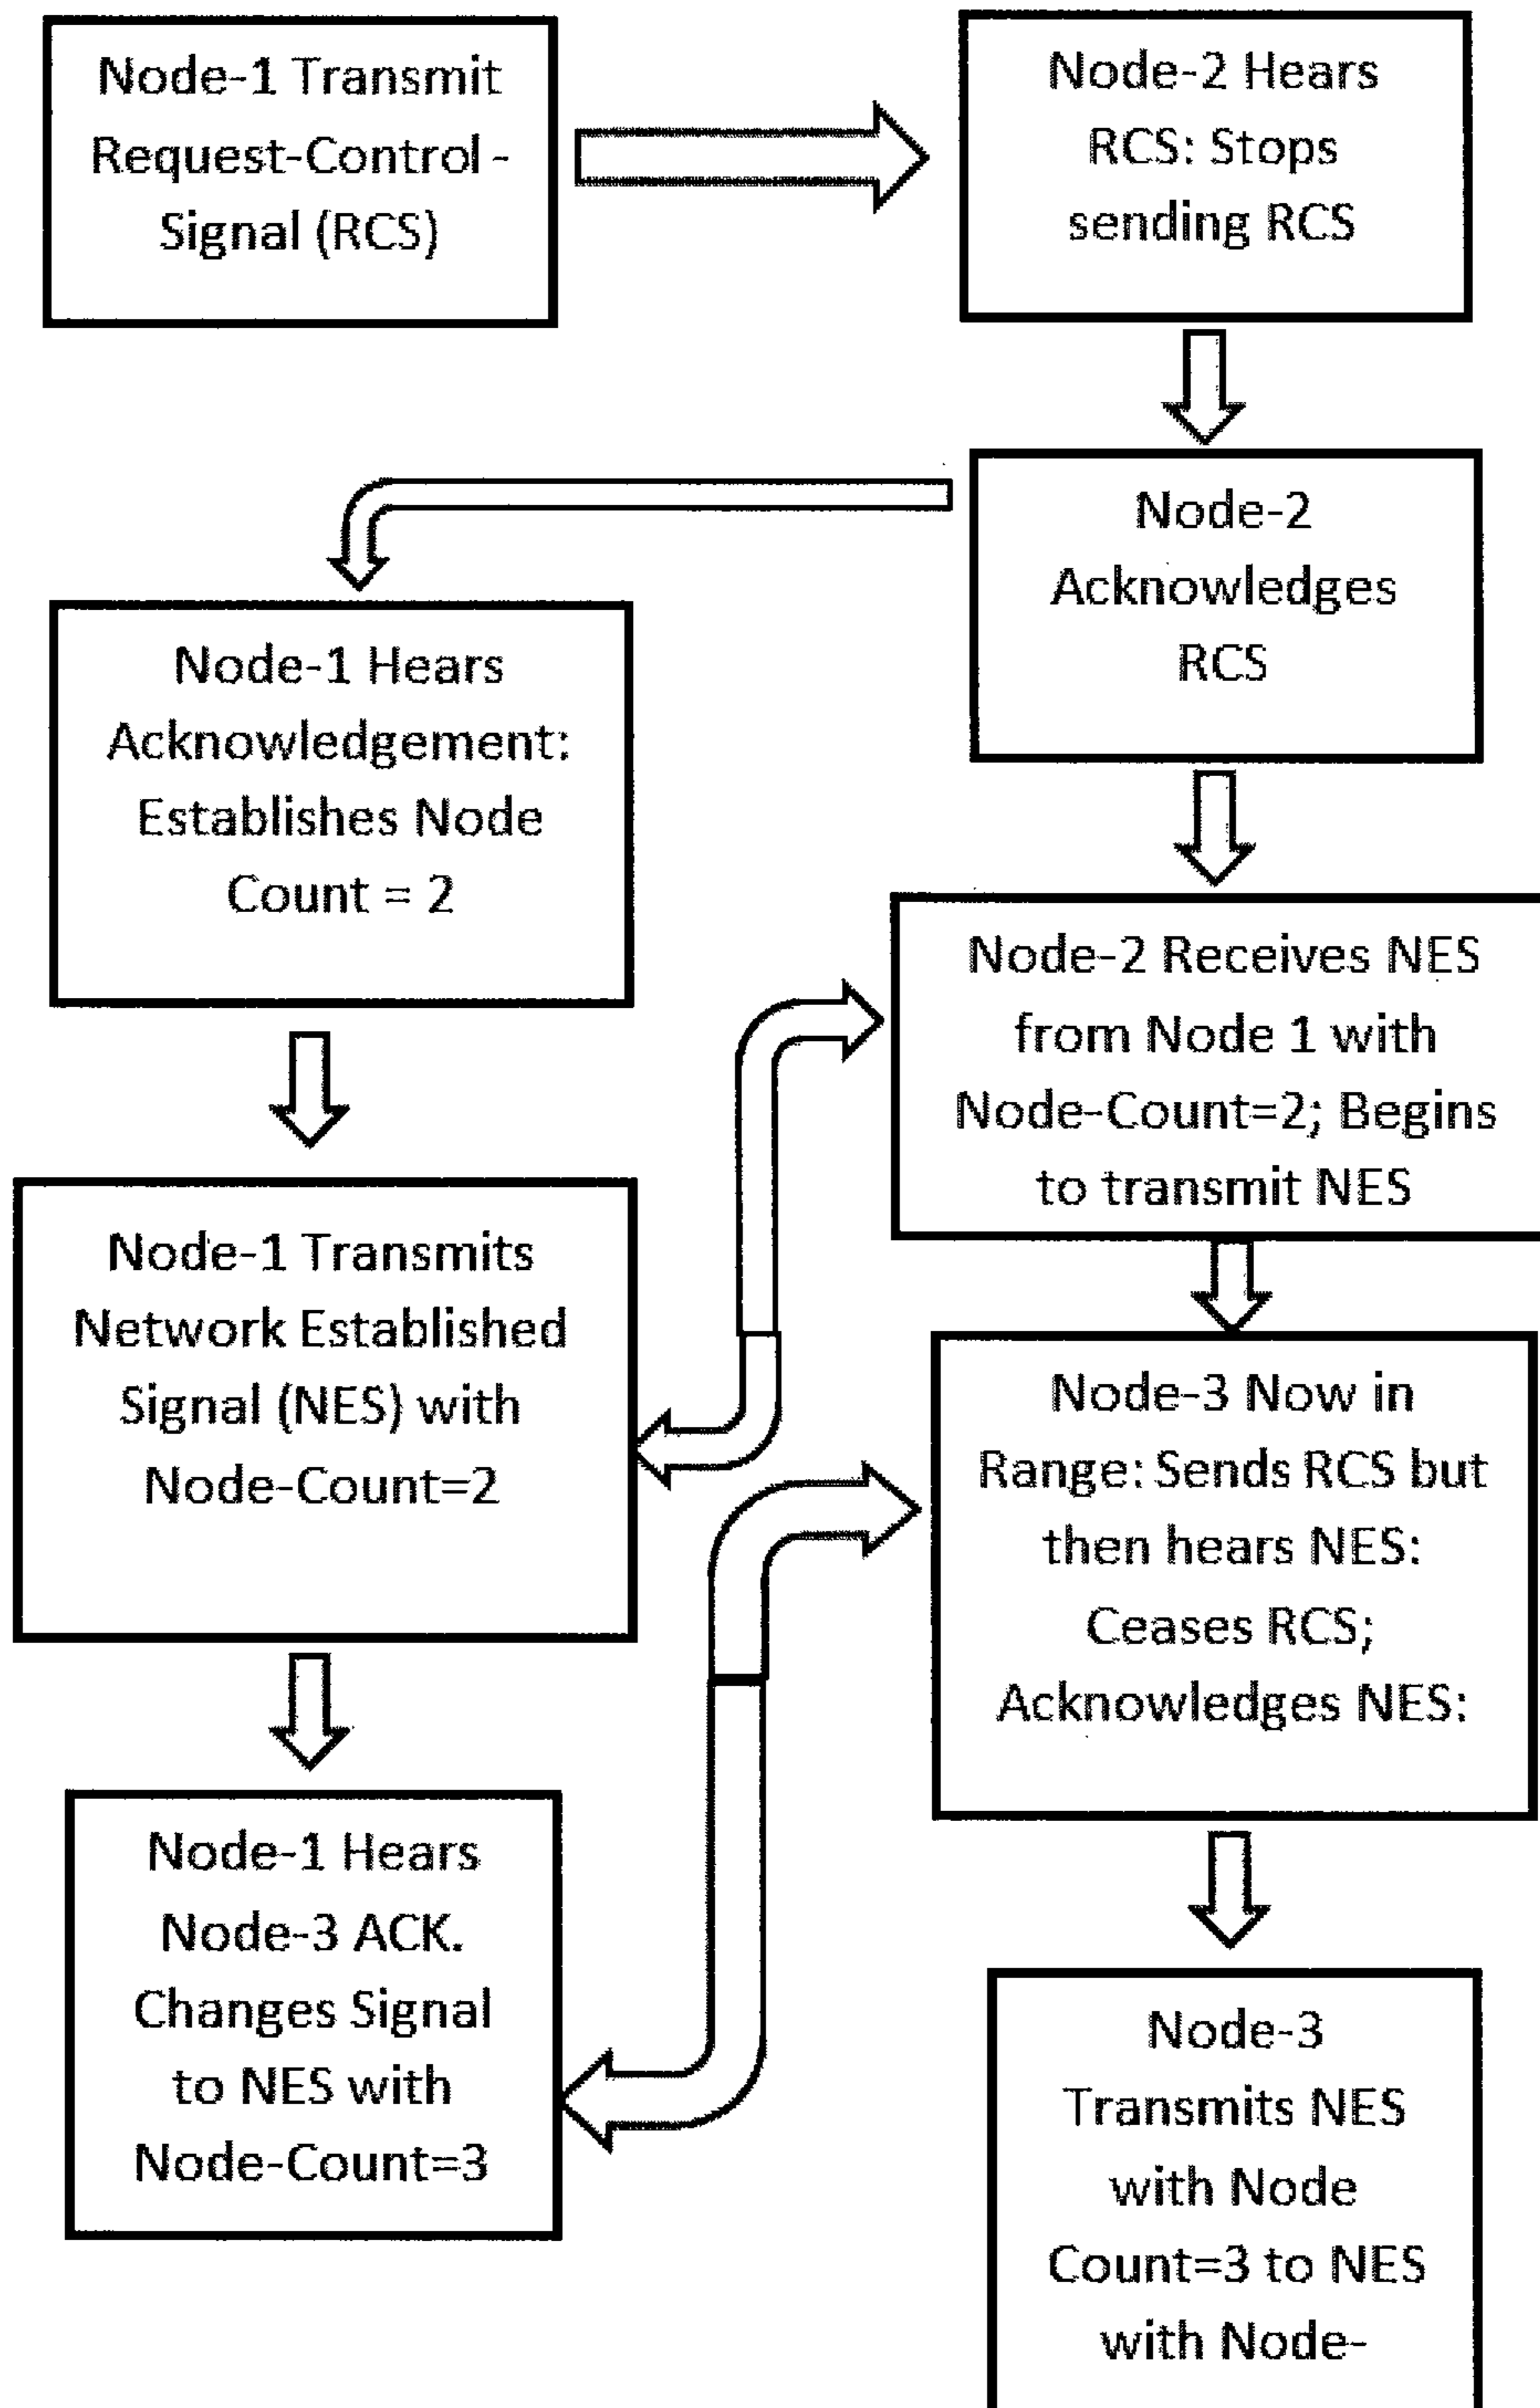 Node-1 Transmit
Request-Control -
Signal (RCS)
Node-2 Hears
RCS: Stops
sending RCS
Node-2
Acknowledges
RCS
Node-1 Hears
Acknowledgement:
Establishes Node
Count = 2
Node-2 Receives NES
from Node 1 with
Node-Count=2; Begins
to transmit NES
Node-1 Transmits
Network Established
Signal (NES) with
Node-Count=2
Node-3 Now in
Range: Sends RCS but
then hears NES:
Ceases RCS;
Acknowledges NES:
Node-1 Hears
Node-3 ACK.
Changes Signal
to NES with
Node-Count=3
Node-3
Transmits NES
with Node
Count=3 to NES
with Node-